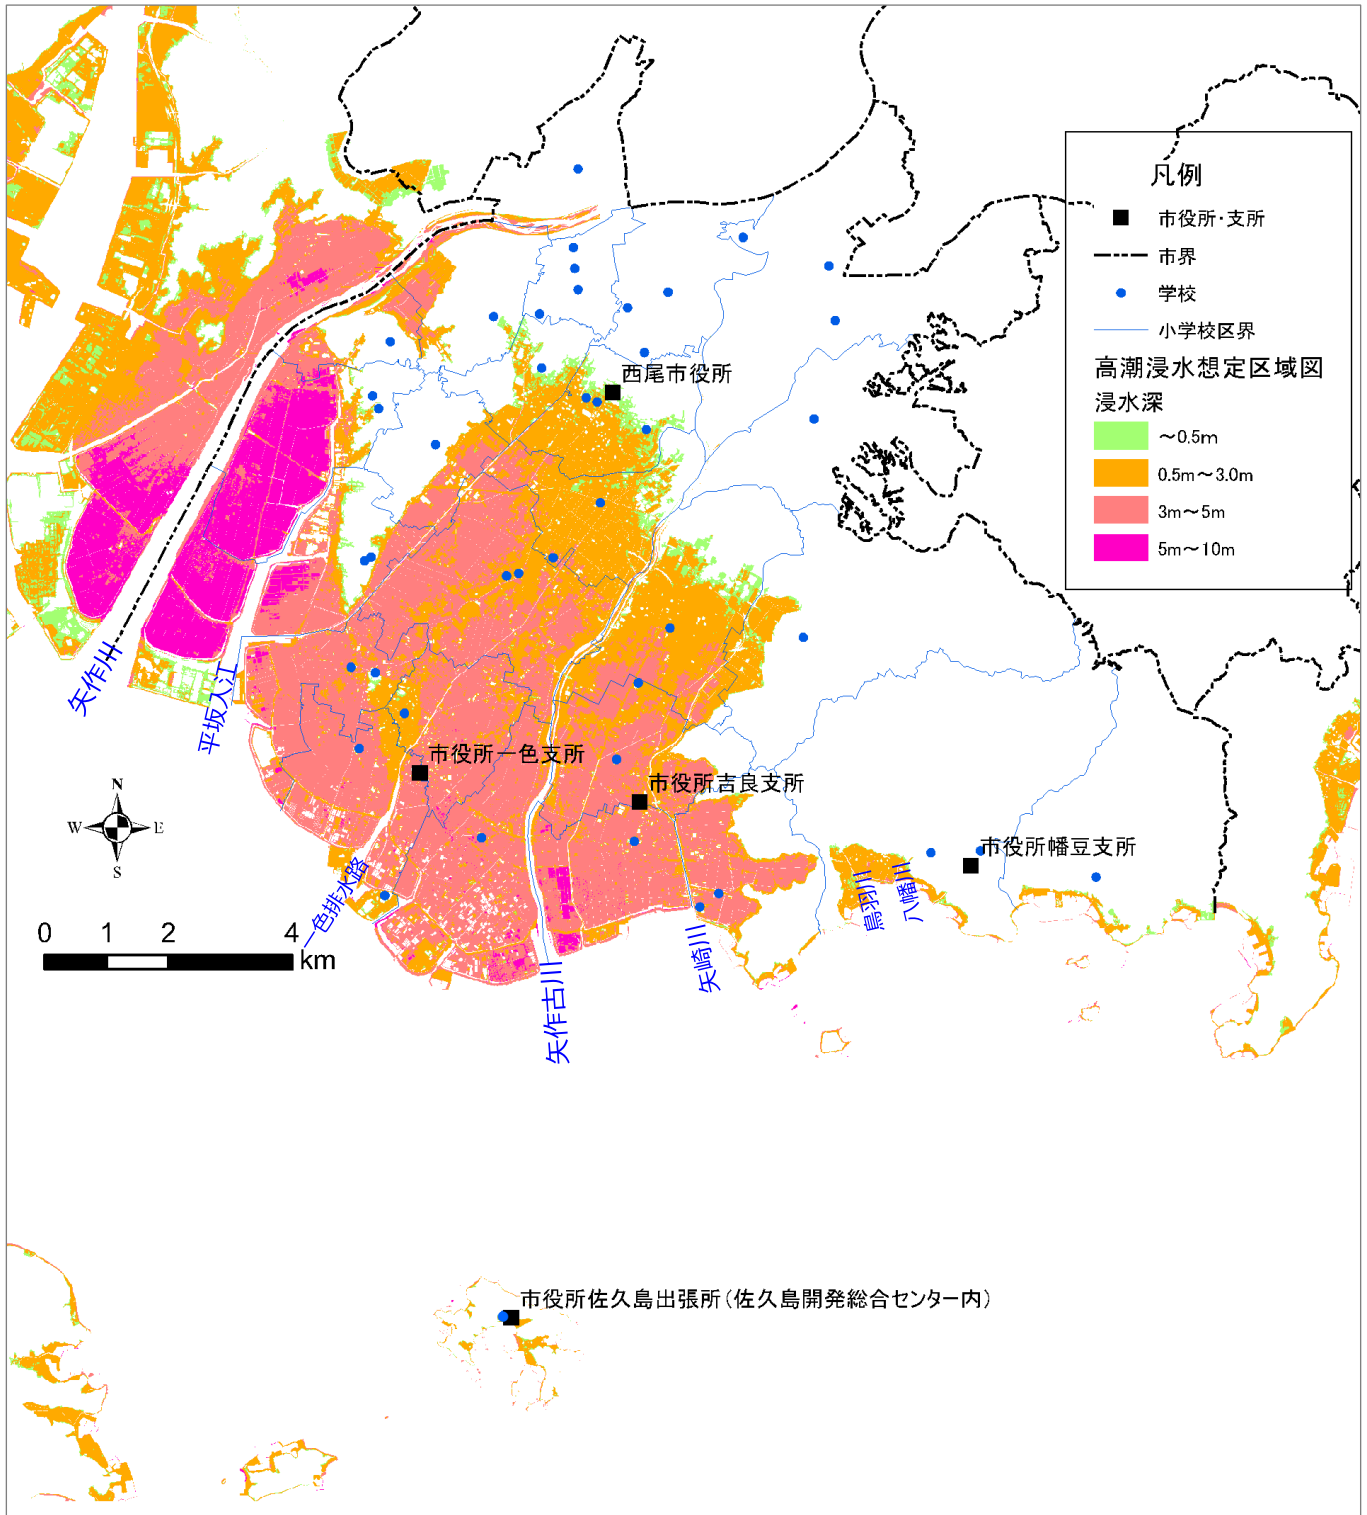 凡例
市役所・支所
市界
学校
小学校区界
高潮浸水想定区域図
浸水深
～0.5m
0.5m～3.0m
3m～5m
5m～10m
西尾市役所
矢作川
平坂入江
市役所一色支所
市役所吉良支所
市役所幡豆支所
一色排水路
矢作古川
矢崎川
鳥羽川
八幡川
N
W
E
S
0 1 2 4
km
市役所佐久島出張所(佐久島開発総合センター内)